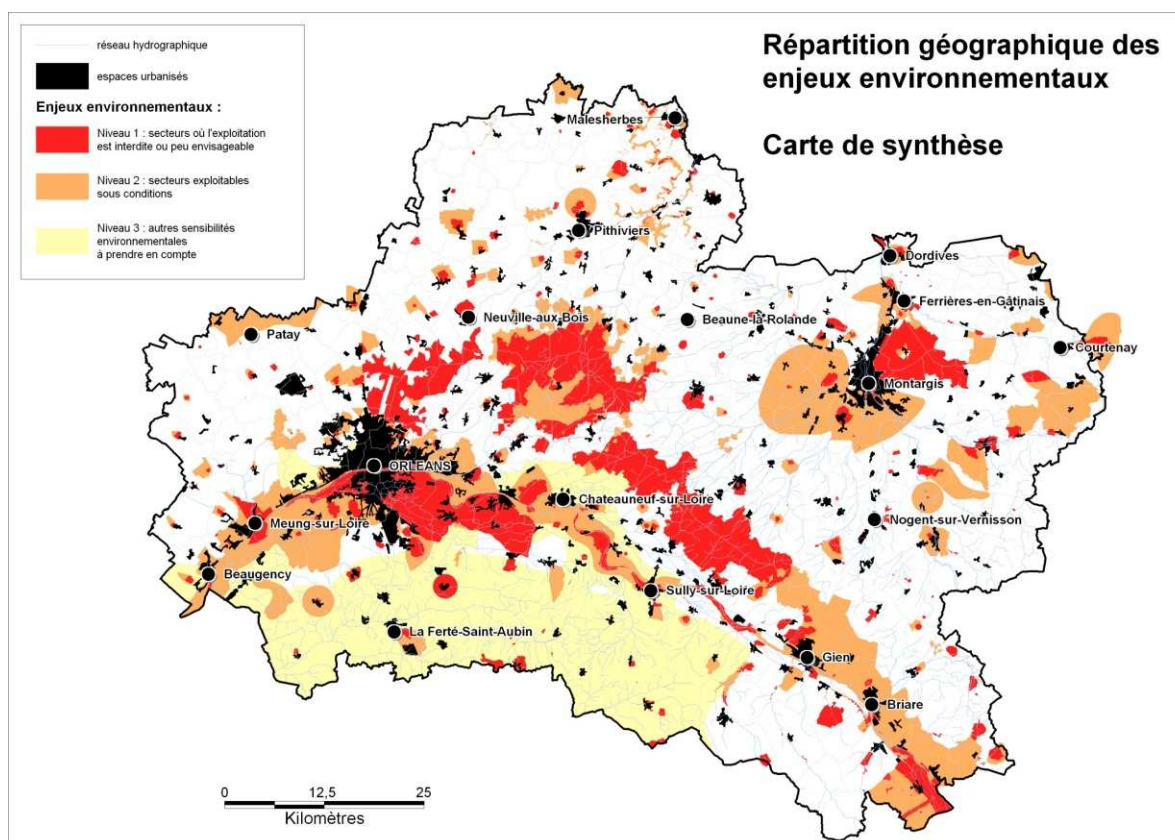 Répartition géographique des
enjeux environnementaux
Carte de synthèse
réseau hydrographique
espaces urbanisés
Enjeux environnementaux :
Niveau 1 : secteurs où l'exploitation
est interdite ou peu envisageable
Niveau 2 : secteurs exploitables
sous conditions
Niveau 3 : autres sensibilités
environnementales
à prendre en compte
Malesherbes
Pithiviers
Dordives
Ferrières-en-Gâtinais
Neuville-aux-Bois
Beaune-la-Rolande
Patay
Courtenay
Montargis
ORLEANS
Chateauneuf-sur-Loire
Meung-sur-Loire
Nogent-sur-Vernisson
Beaugency
Sully-sur-Loire
La Ferté-Saint-Aubin
Gien
Briare
0 12,5 25
Kilomètres